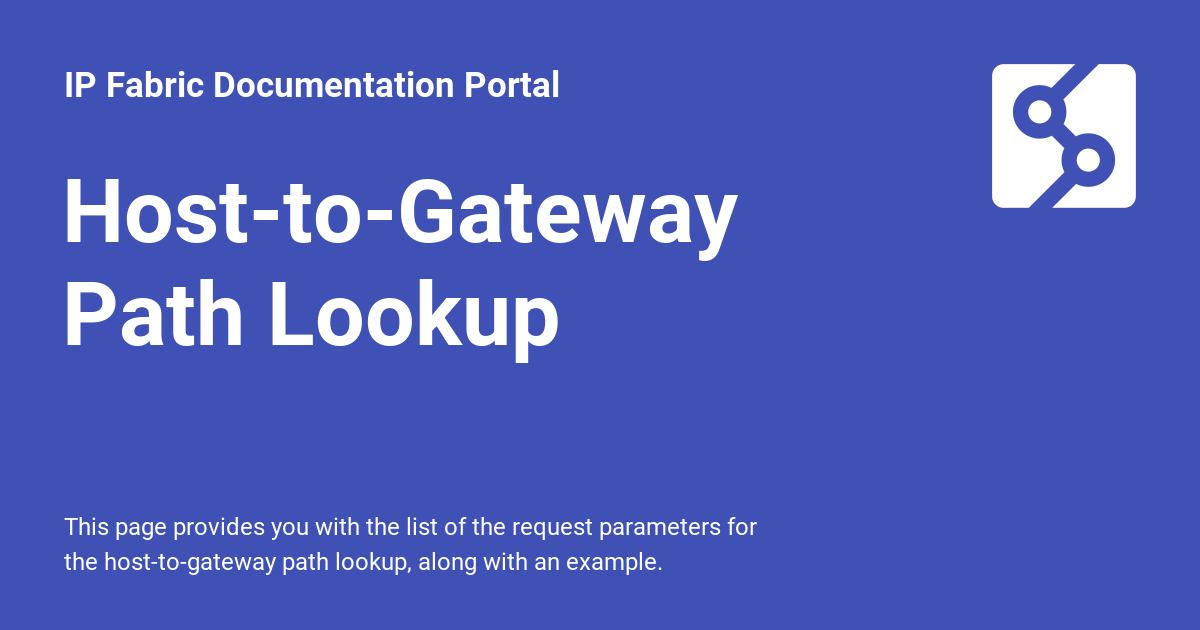 IP Fabric Documentation Portal
Host-to-Gateway
Path Lookup
This page provides you with the list of the request parameters for
the host-to-gateway path lookup, along with an example.